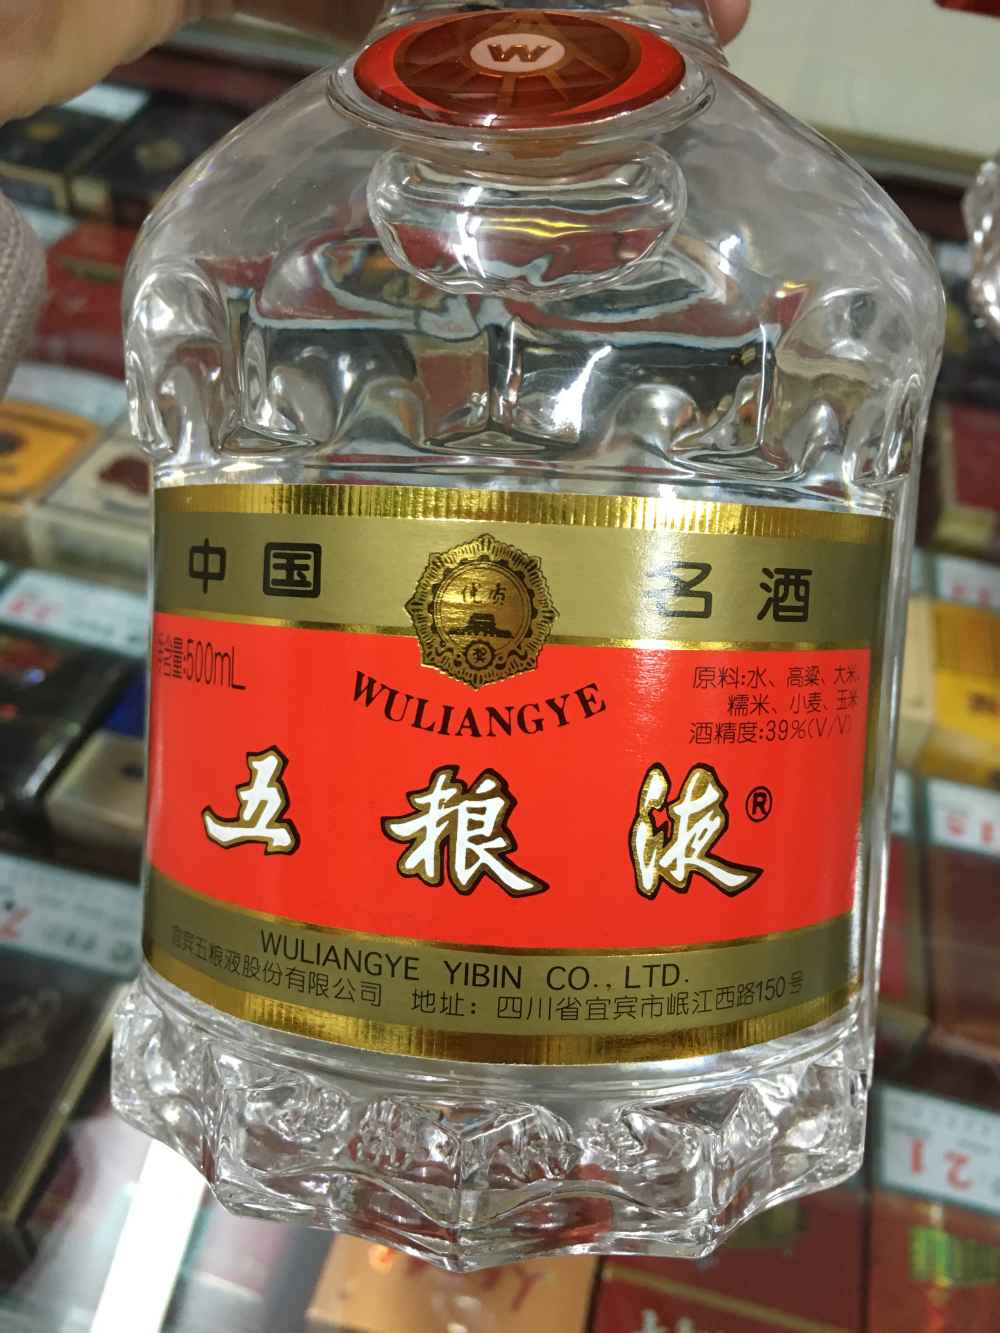 W
中国 名酒
优质
净含量:500mL
WULIANGYE
原料:水、高粱、大米、
糯米、小麦、玉米
酒精度:39%(V/V)
五粮液®
WULIANGYE YIBIN CO., LTD.
宜宾五粮液股份有限公司 地址：四川省宜宾市岷江西路150号
21